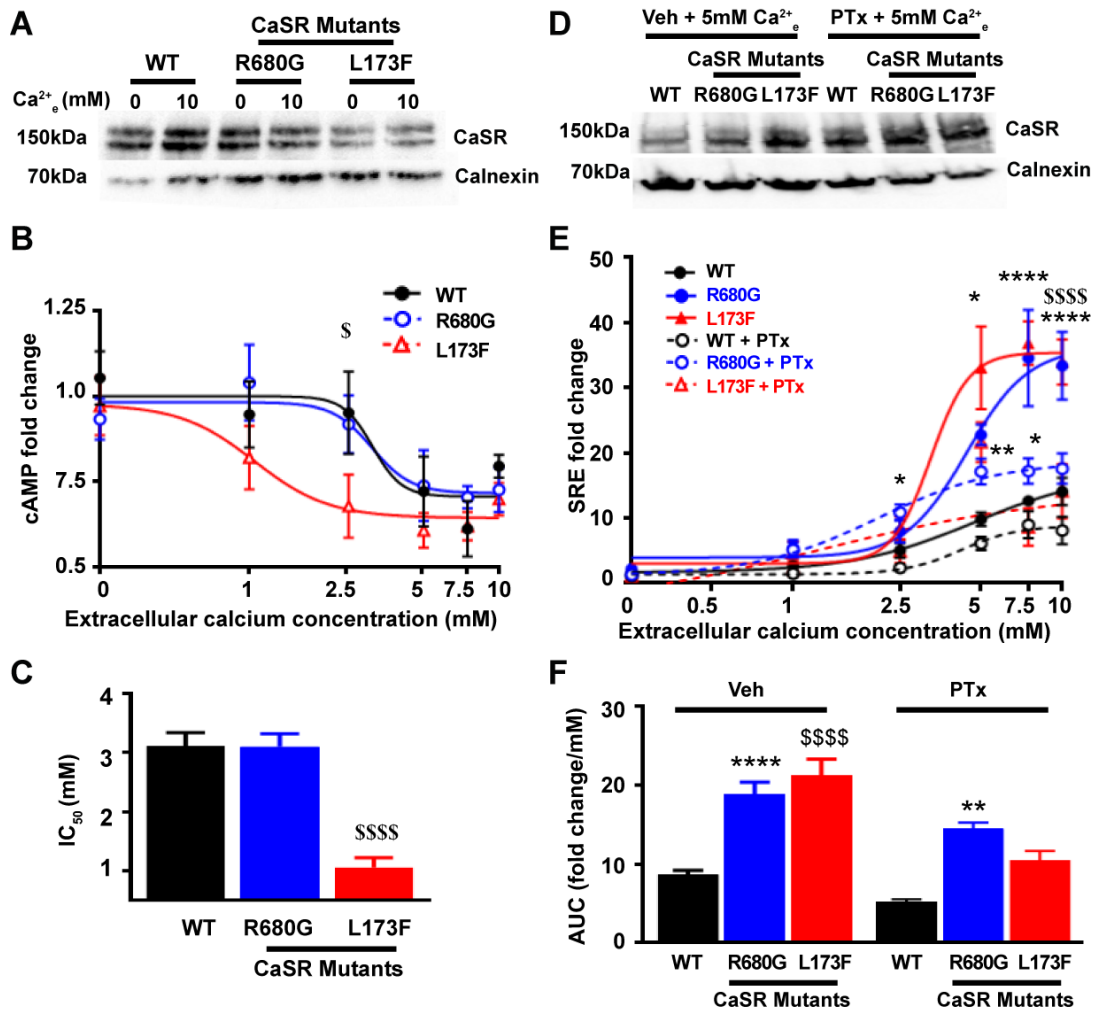 A
CaSR Mutants
WT R680G L173F
Ca²⁺ₑ (mM) 0 10 0 10 0 10
150kDa CaSR
70kDa Calnexin
D
Veh + 5mM Ca²⁺ₑ PTx + 5mM Ca²⁺ₑ
CaSR Mutants CaSR Mutants
WT R680G L173F WT R680G L173F
150kDa CaSR
70kDa Calnexin
B
cAMP fold change
1.25
1.0
7.5
0.5
WT
R680G
L173F
$
0 1 2.5 5 7.5 10
Extracellular calcium concentration (mM)
E
SRE fold change
50
40
30
20
10
0
WT
R680G
L173F
WT + PTx
R680G + PTx
L173F + PTx
* **** $$$$
****
* ** *
0 0.5 1 2.5 5 7.5 10
Extracellular calcium concentration (mM)
C
IC₅₀ (mM)
4
3
2
1
$$$$
WT R680G L173F
CaSR Mutants
F
Veh PTx
AUC (fold change/mM)
30
20
10
0
**** $$$$ **
WT R680G L173F WT R680G L173F
CaSR Mutants CaSR Mutants